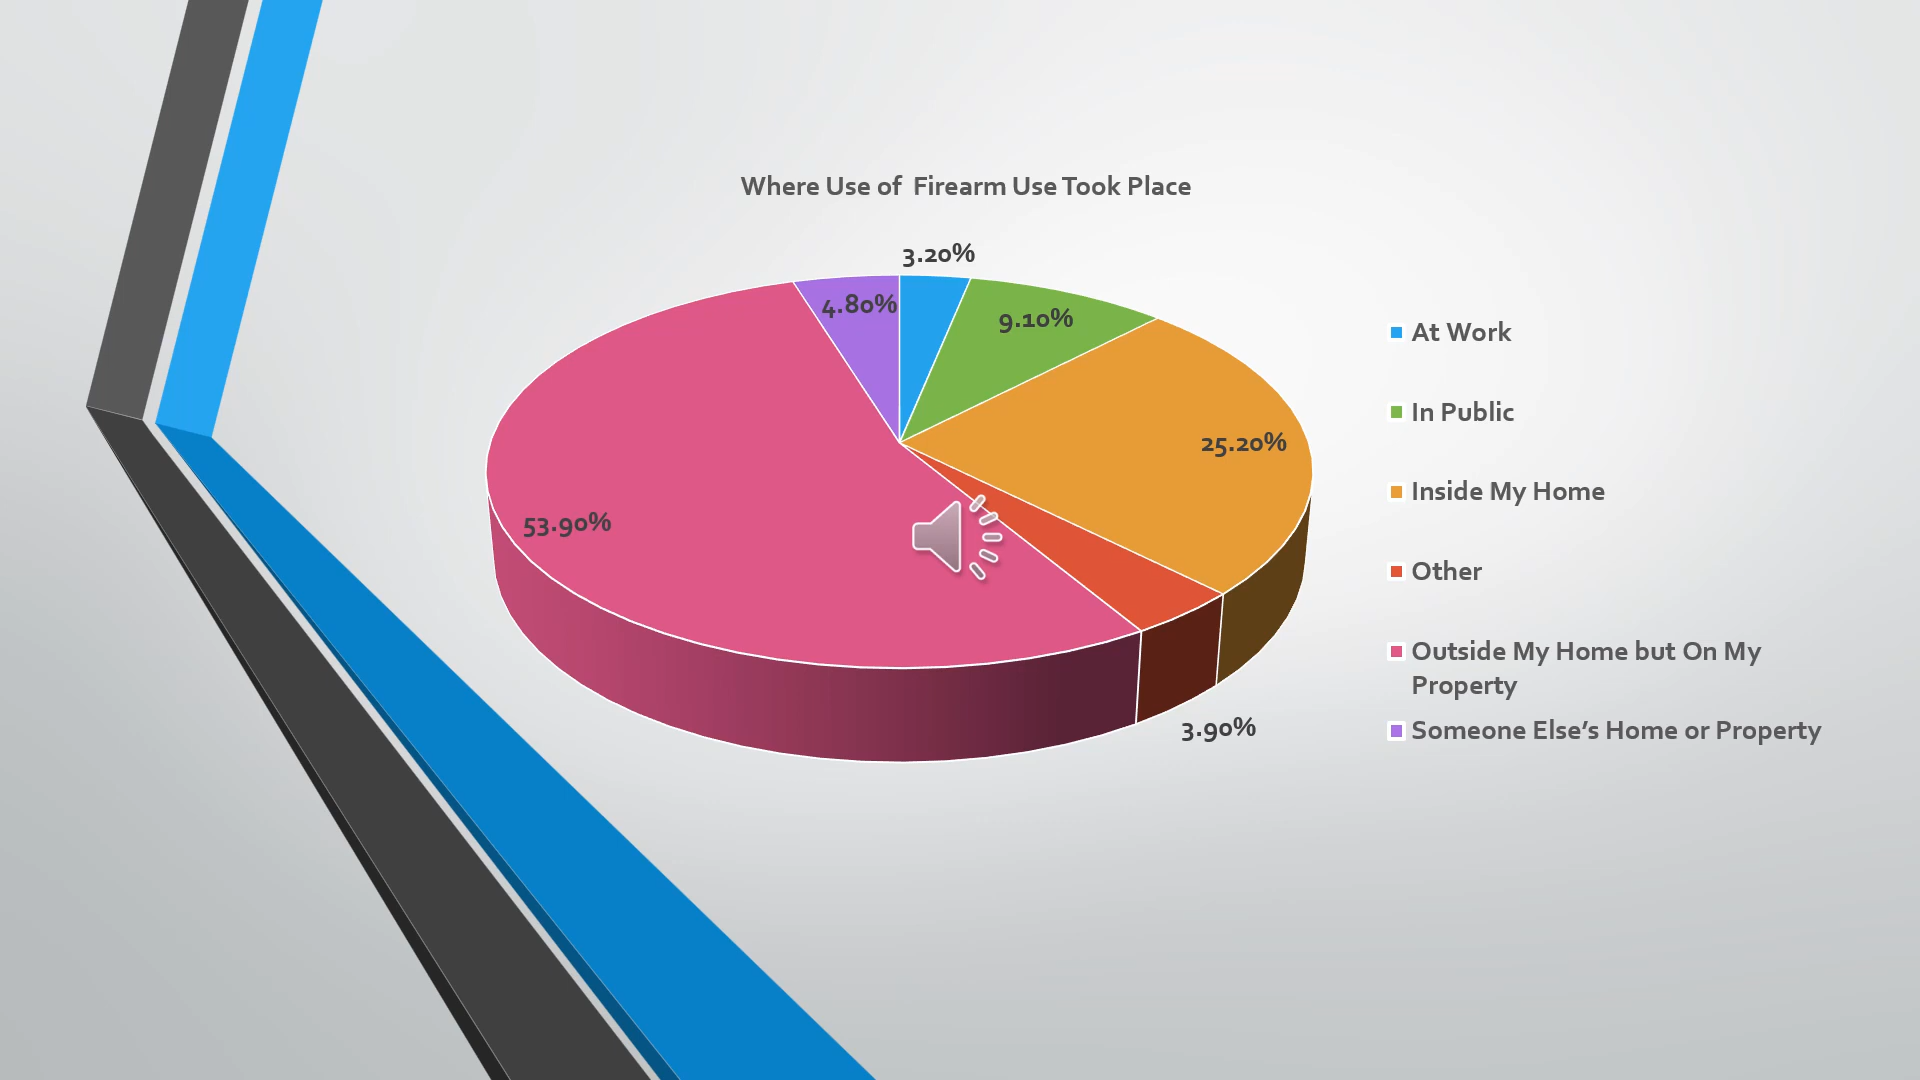 Where Use of  Firearm Use Took Place
3.20%
4.80%
9.10%
25.20%
53.90%
3.90%
At Work
In Public
Inside My Home
Other
Outside My Home but On My
Property
Someone Else’s Home or Property